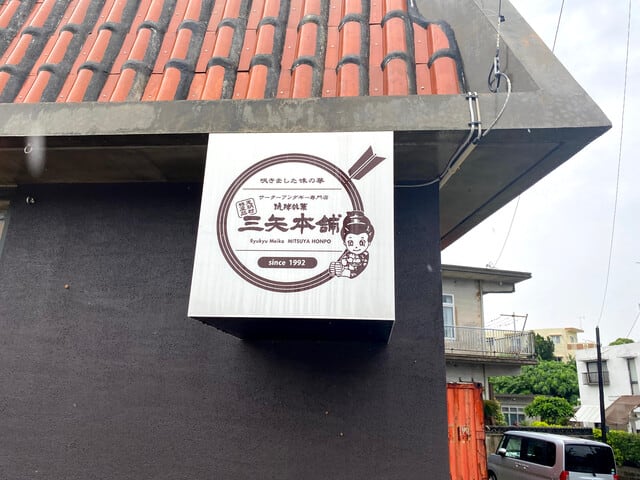 咲き出した味の華
サーターアンダギー専門店
琉球銘菓
三矢本舗
Ryukyu Meika MITSUYA HONPO
since 1992